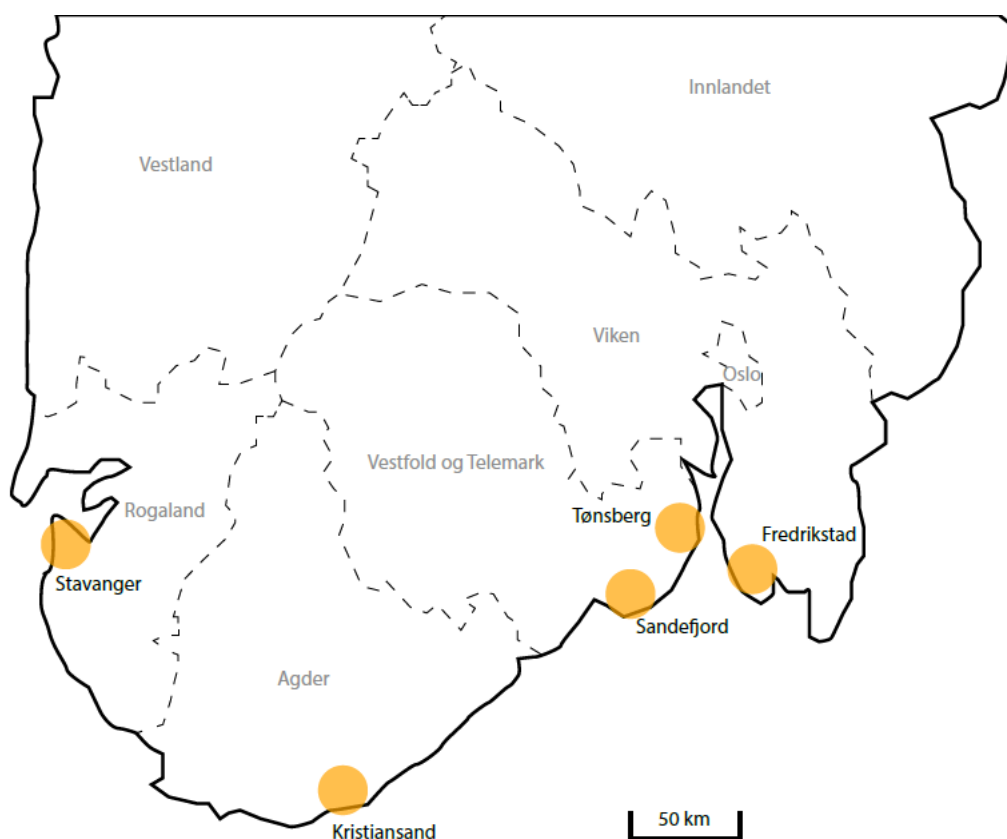 Innlandet
Vestland
Viken
Oslo
Vestfold og Telemark
Rogaland
Tønsberg
Fredrikstad
Stavanger
Sandefjord
Agder
50 km
Kristiansand